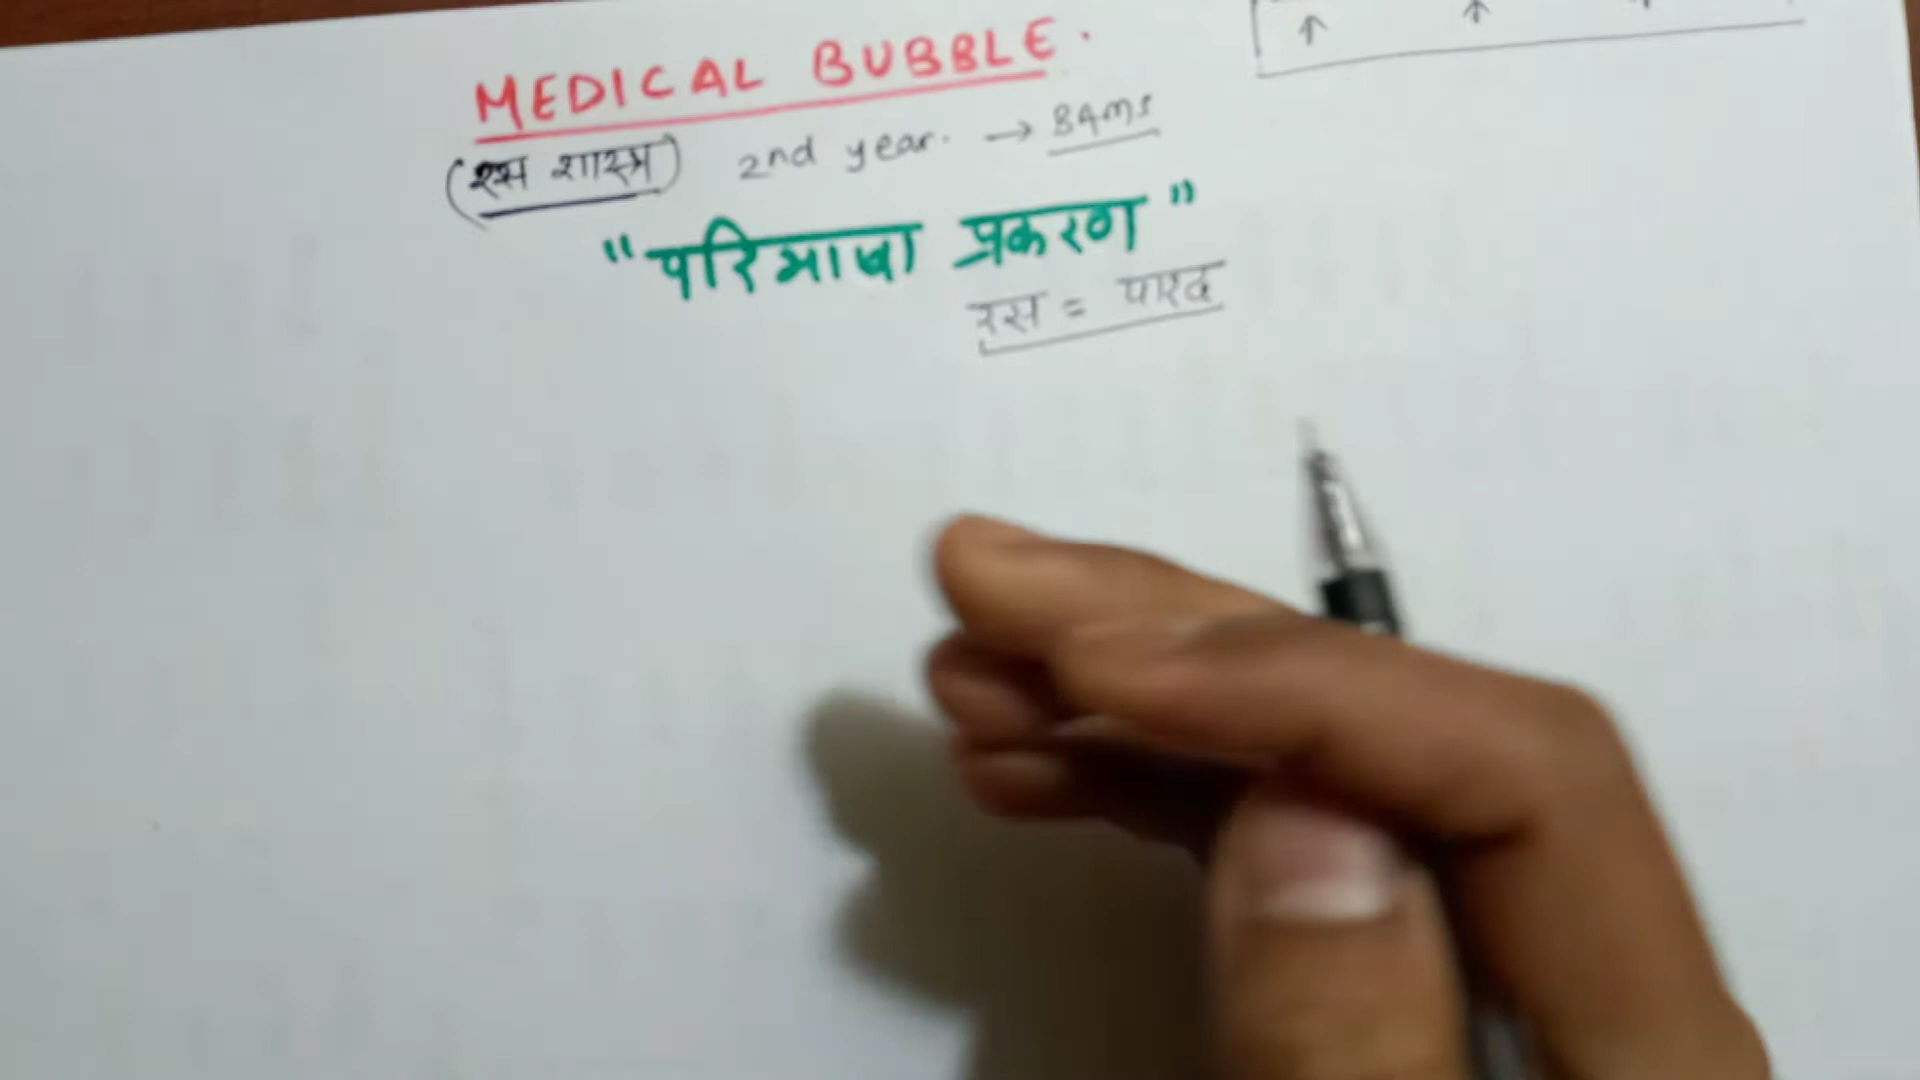 MEDICAL BUBBLE.
(रस शास्त्र) 2nd year. → BAMS
"परिभाषा प्रकरण"
रस = पारद